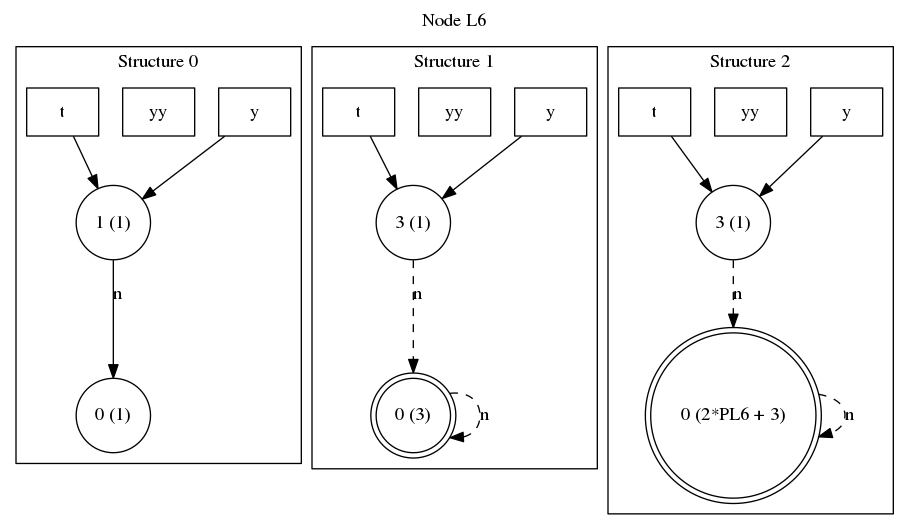 Node L6
Structure 0
t
yy
y
1 (1)
n
0 (1)
Structure 1
t
yy
y
3 (1)
n
0 (3)
n
Structure 2
t
yy
y
3 (1)
n
0 (2*PL6 + 3)
n